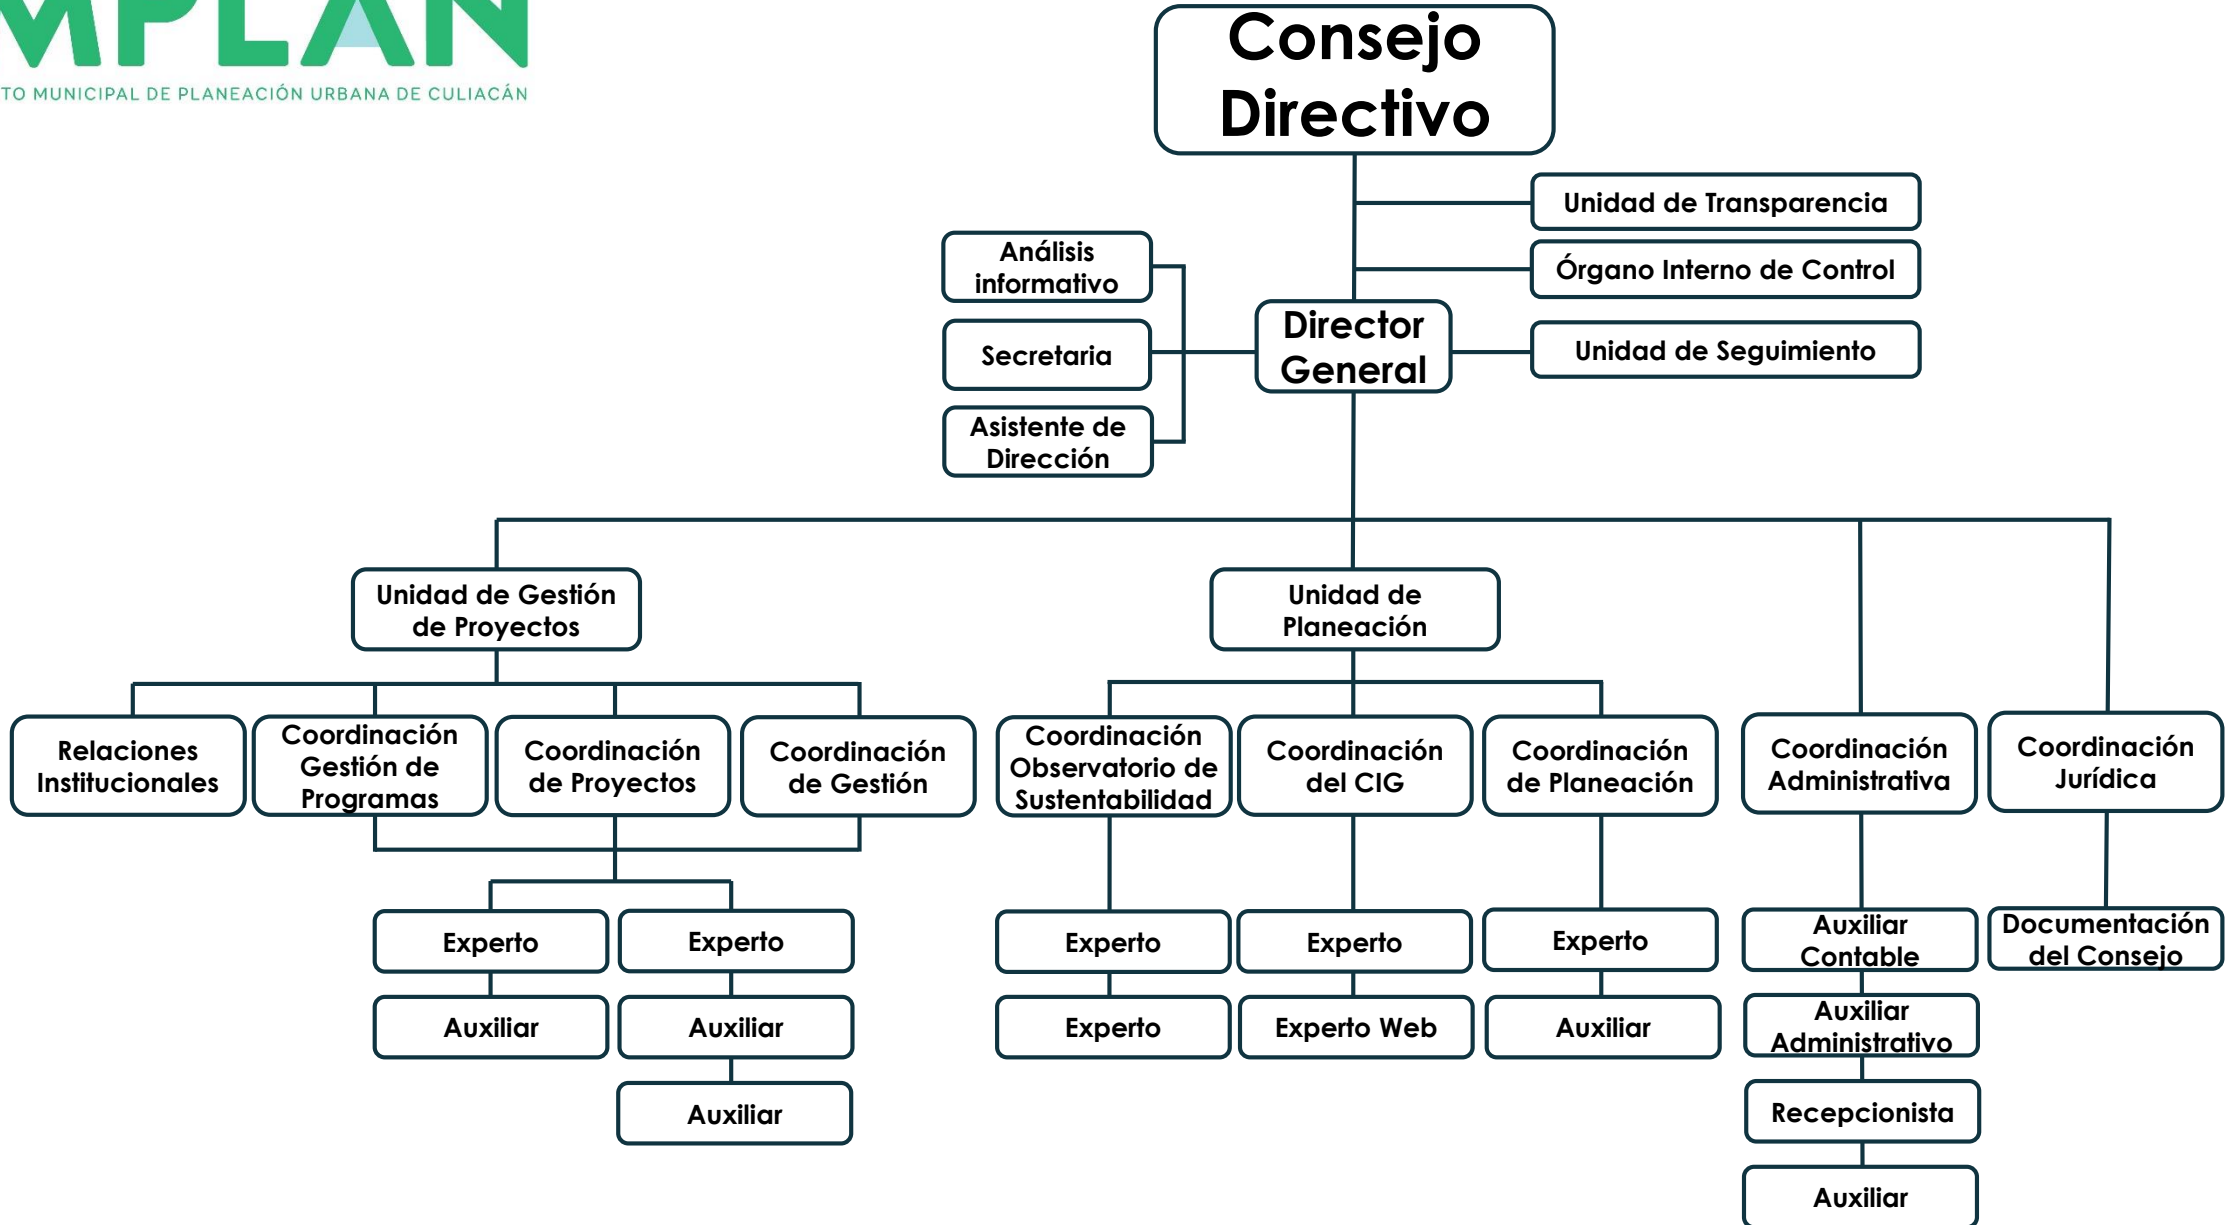 MPLAN
TO MUNICIPAL DE PLANEACIÓN URBANA DE CULIACÁN
Consejo
Directivo
Unidad de Transparencia
Órgano Interno de Control
Análisis
informativo
Secretaria
Asistente de
Dirección
Director
General
Unidad de Seguimiento
Unidad de Gestión
de Proyectos
Unidad de
Planeación
Relaciones
Institucionales
Coordinación
Gestión de
Programas
Coordinación
de Proyectos
Coordinación
de Gestión
Coordinación
Observatorio de
Sustentabilidad
Coordinación
del CIG
Coordinación
de Planeación
Coordinación
Administrativa
Coordinación
Jurídica
Experto
Experto
Experto
Experto
Experto
Auxiliar
Contable
Documentación
del Consejo
Auxiliar
Auxiliar
Experto
Experto Web
Auxiliar
Auxiliar
Administrativo
Auxiliar
Recepcionista
Auxiliar